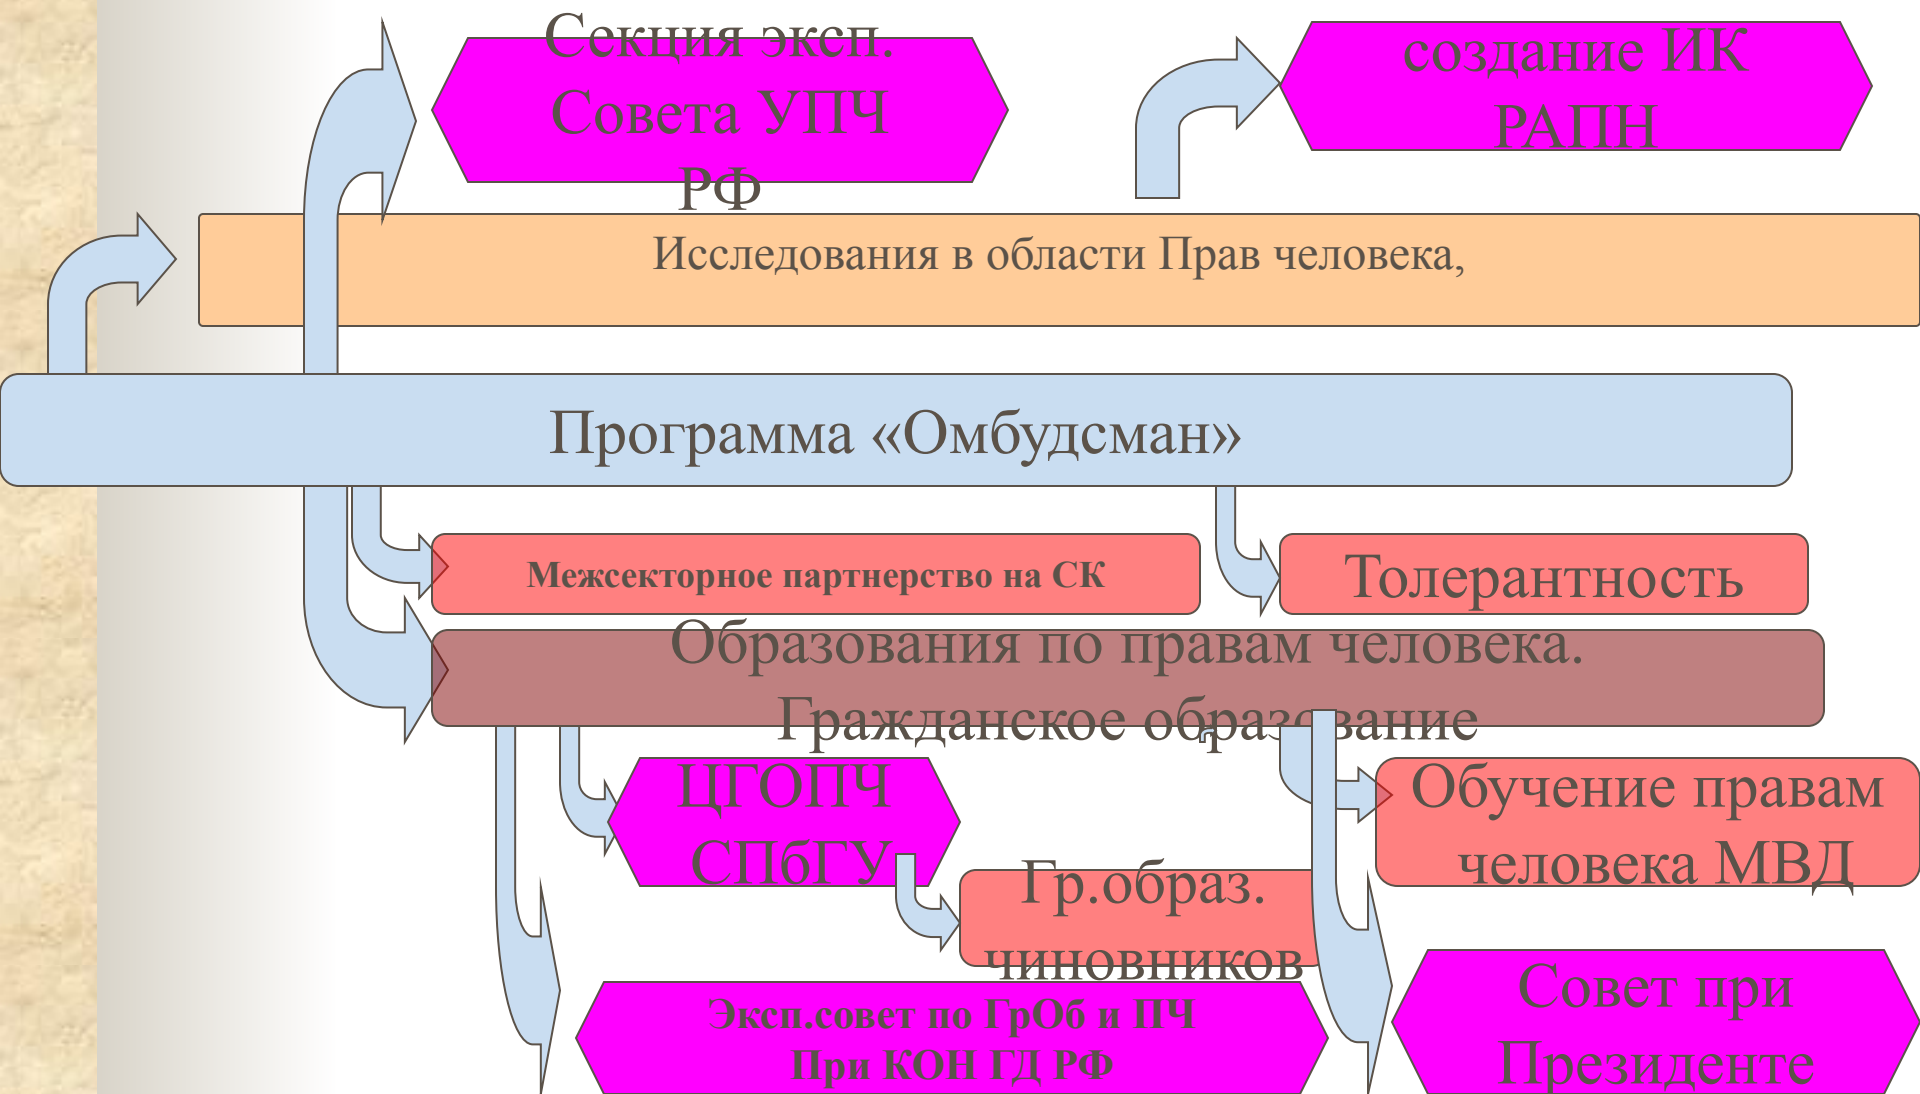 Секция эксп.
Совета УПЧ
РФ
создание ИК
РАПН
Исследования в области Прав человека,
Программа «Омбудсман»
Межсекторное партнерство на СК
Толерантность
Образования по правам человека.
Гражданское образование
ЦГОПЧ
СПбГУ
Обучение правам
человека МВД
Гр.образ.
чиновников
Эксп.совет по ГрОб и ПЧ
При КОН ГД РФ
Совет при
Президенте